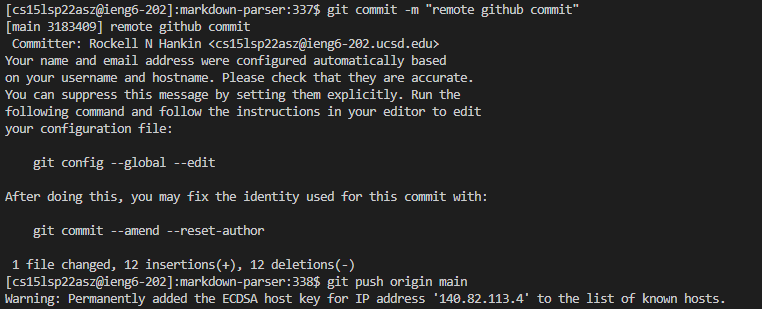 [cs15lsp22asz@ieng6-202]:markdown-parser:337$ git commit -m "remote github commit"
[main 3183409] remote github commit
 Committer: Rockell N Hankin <cs15lsp22asz@ieng6-202.ucsd.edu>
Your name and email address were configured automatically based
on your username and hostname. Please check that they are accurate.
You can suppress this message by setting them explicitly. Run the
following command and follow the instructions in your editor to edit
your configuration file:

    git config --global --edit

After doing this, you may fix the identity used for this commit with:

    git commit --amend --reset-author

 1 file changed, 12 insertions(+), 12 deletions(-)
[cs15lsp22asz@ieng6-202]:markdown-parser:338$ git push origin main
Warning: Permanently added the ECDSA host key for IP address '140.82.113.4' to the list of known hosts.